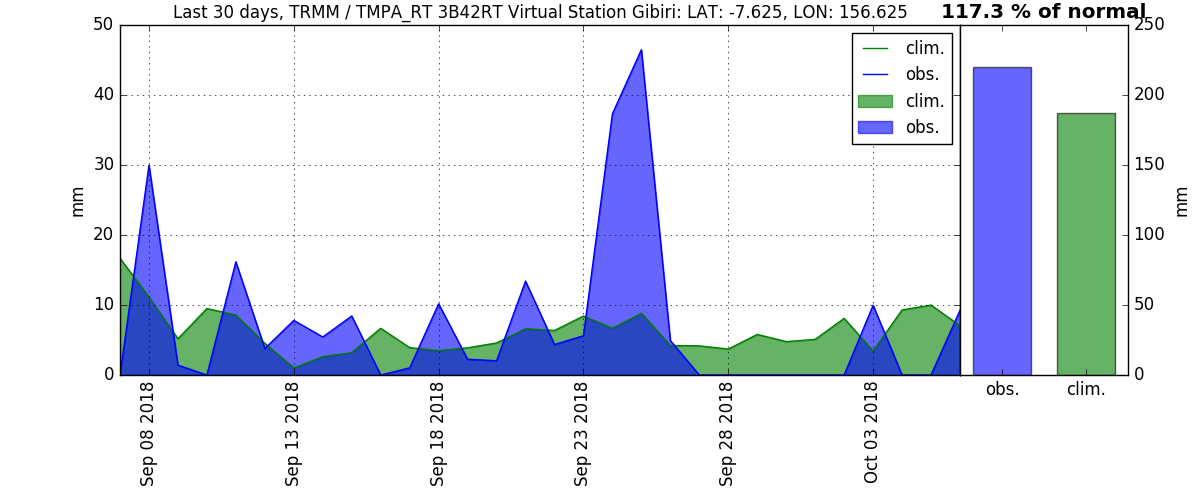 Last 30 days, TRMM / TMPA_RT 3B42RT Virtual Station Gibiri: LAT: -7.625, LON: 156.625
117.3 % of normal
50
40
30
20
10
0
mm
clim.
obs.
clim.
obs.
250
200
150
100
50
0
mm
Sep 08 2018
Sep 13 2018
Sep 18 2018
Sep 23 2018
Sep 28 2018
Oct 03 2018
obs.
clim.